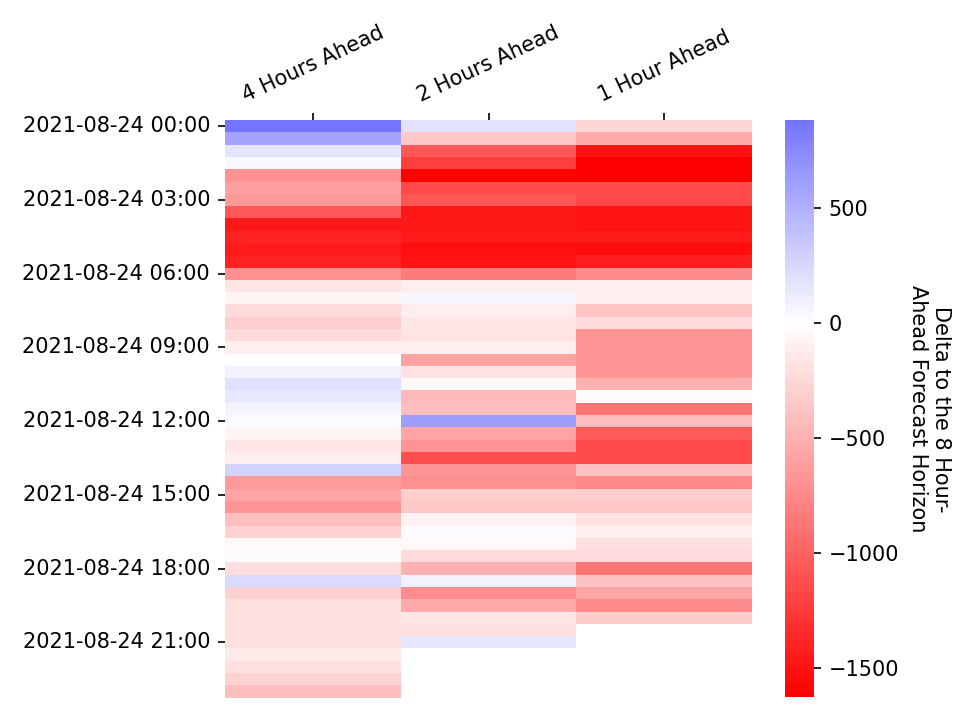 4 Hours Ahead
2 Hours Ahead
1 Hour Ahead
2021-08-24 00:00
2021-08-24 03:00
2021-08-24 06:00
2021-08-24 09:00
2021-08-24 12:00
2021-08-24 15:00
2021-08-24 18:00
2021-08-24 21:00
500
0
−500
−1000
−1500
Delta to the 8 Hour-
Ahead Forecast Horizon